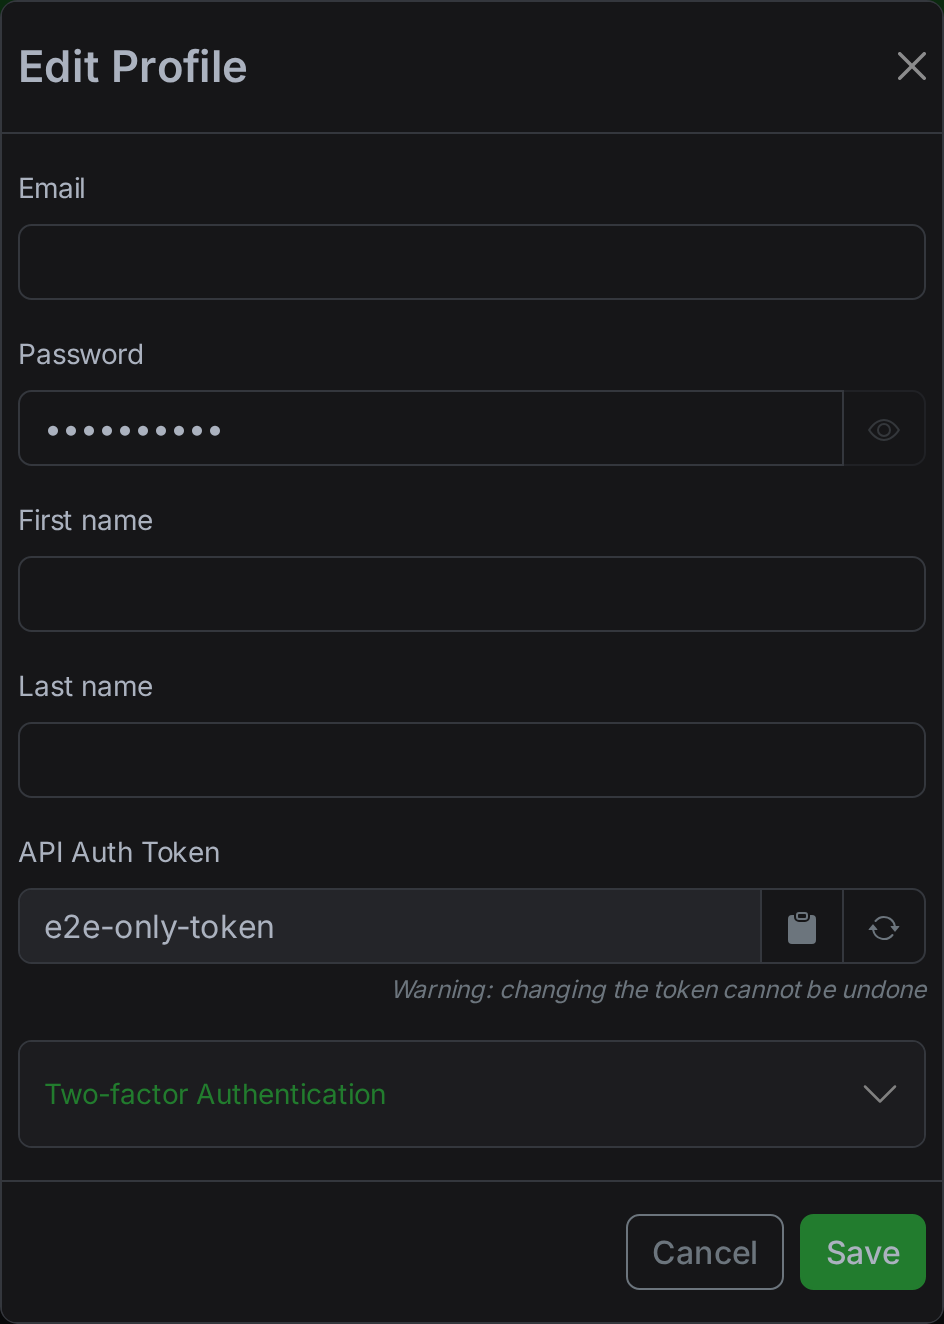 Edit Profile
Email
Password
••••••••••
First name
Last name
API Auth Token
e2e-only-token
Warning: changing the token cannot be undone
Two-factor Authentication
Cancel
Save